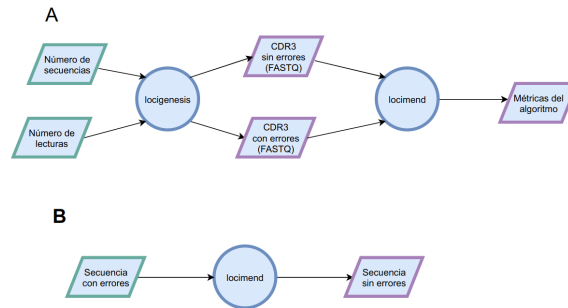 A
Número de
secuencias
Número de
lecturas
locigenesis
CDR3
sin errores
(FASTQ)
CDR3
con errores
(FASTQ)
locimend
Métricas del
algoritmo
B
Secuencia
con errores
locimend
Secuencia
sin errores